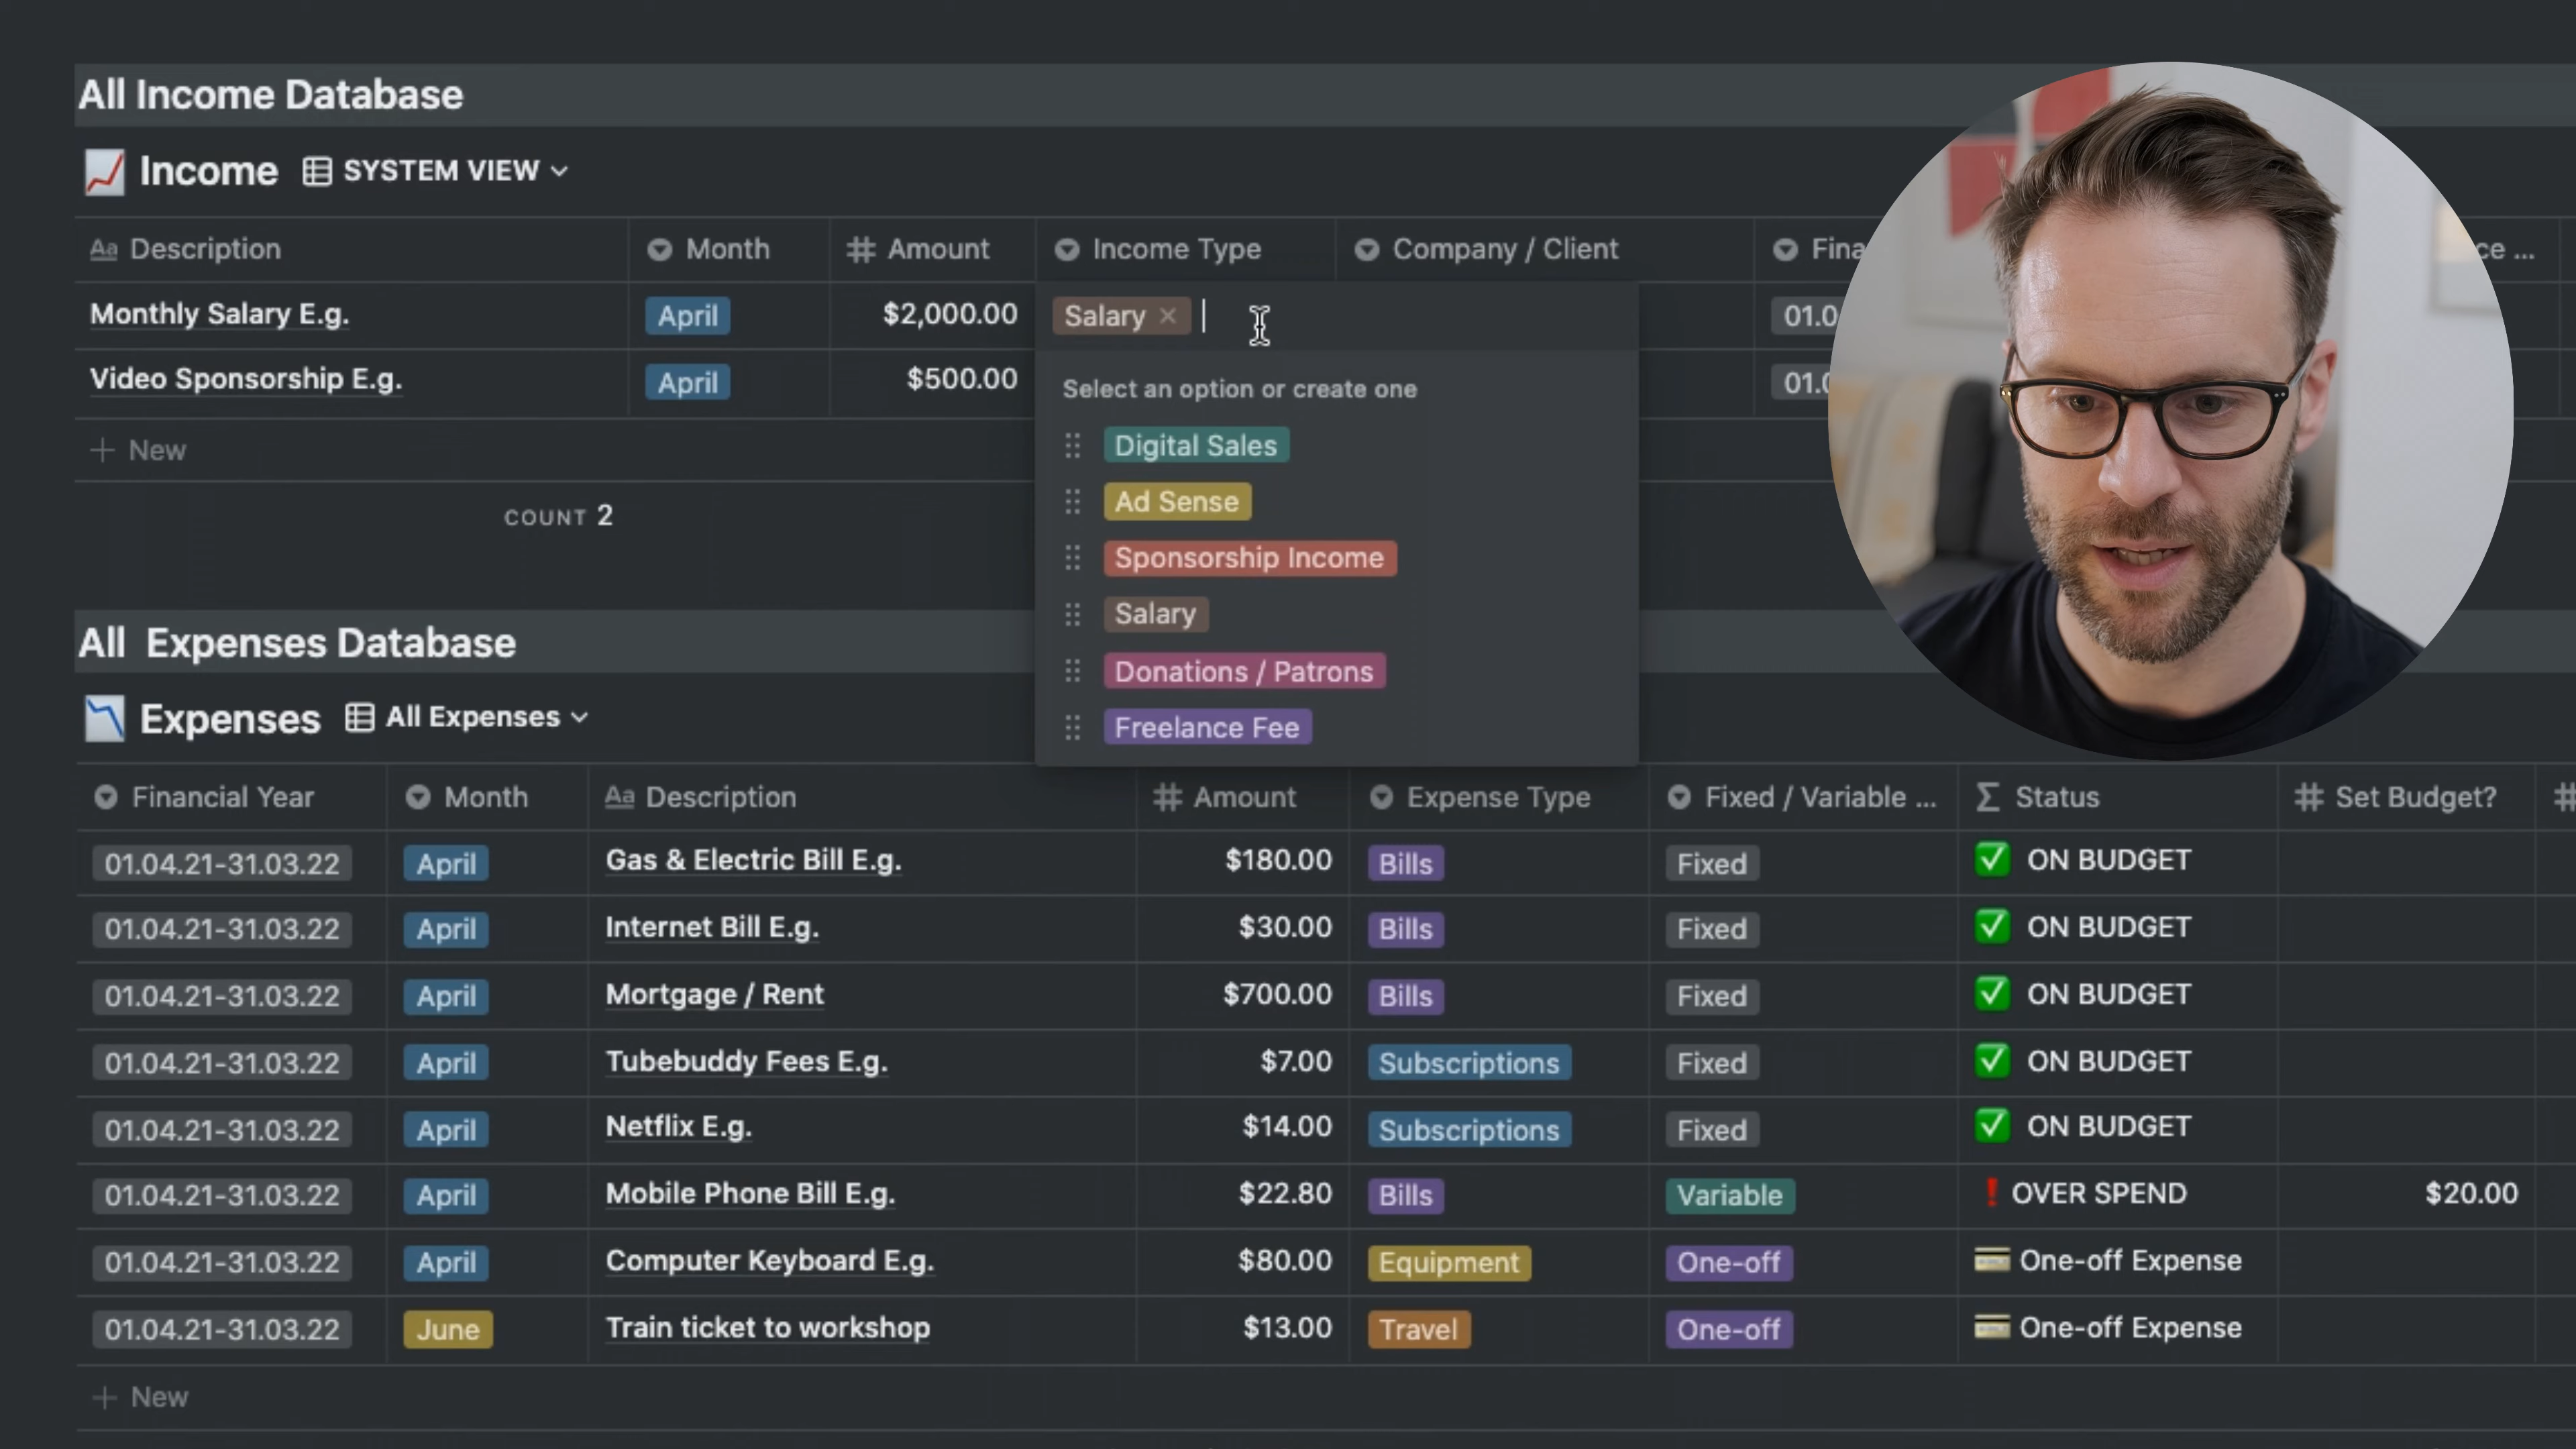 All Income Database
Income SYSTEM VIEW
Aa Description Month # Amount Income Type Company / Client Fina ce ...
Monthly Salary E.g. April $2,000.00 Salary × 01.0
Video Sponsorship E.g. April $500.00 01.0
Select an option or create one
Digital Sales
+ New
Ad Sense
COUNT 2
Sponsorship Income
Salary
Donations / Patrons
Freelance Fee
All Expenses Database
Expenses All Expenses
Financial Year Month Aa Description # Amount Expense Type Fixed / Variable ... Σ Status # Set Budget? #
01.04.21-31.03.22 April Gas & Electric Bill E.g. $180.00 Bills Fixed ✅ ON BUDGET
01.04.21-31.03.22 April Internet Bill E.g. $30.00 Bills Fixed ✅ ON BUDGET
01.04.21-31.03.22 April Mortgage / Rent $700.00 Bills Fixed ✅ ON BUDGET
01.04.21-31.03.22 April Tubebuddy Fees E.g. $7.00 Subscriptions Fixed ✅ ON BUDGET
01.04.21-31.03.22 April Netflix E.g. $14.00 Subscriptions Fixed ✅ ON BUDGET
01.04.21-31.03.22 April Mobile Phone Bill E.g. $22.80 Bills Variable ❗ OVER SPEND $20.00
01.04.21-31.03.22 April Computer Keyboard E.g. $80.00 Equipment One-off 💳 One-off Expense
01.04.21-31.03.22 June Train ticket to workshop $13.00 Travel One-off 💳 One-off Expense
+ New